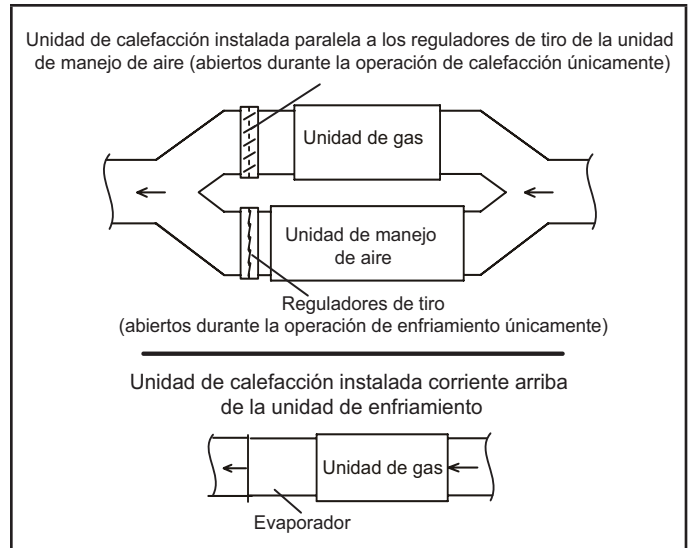 Unidad de calefacción instalada paralela a los reguladores de tiro de la unidad
de manejo de aire (abiertos durante la operación de calefacción únicamente)
Unidad de gas
Unidad de manejo
de aire
Reguladores de tiro
(abiertos durante la operación de enfriamiento únicamente)
Unidad de calefacción instalada corriente arriba
de la unidad de enfriamiento
Unidad de gas
Evaporador